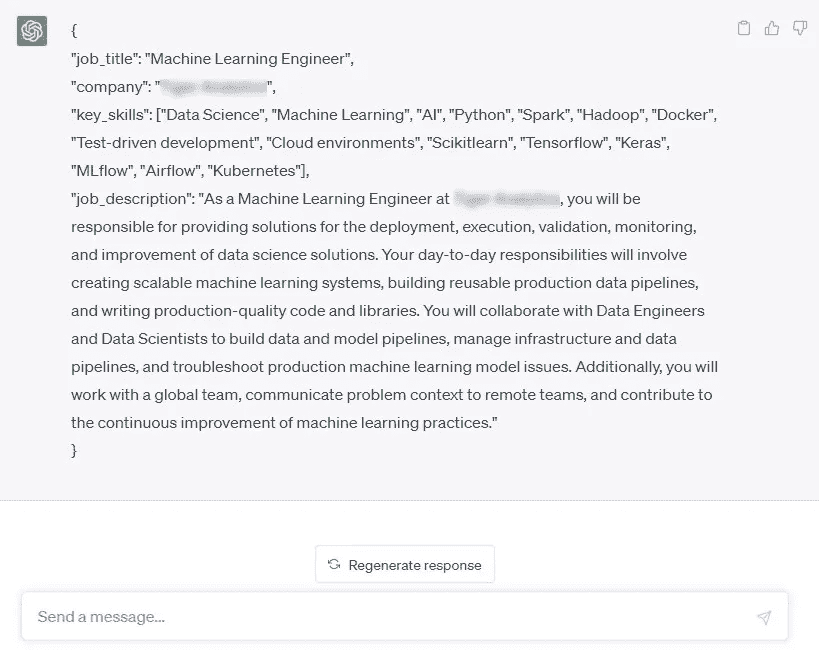 {
"job_title": "Machine Learning Engineer",
"company": "",
"key_skills": ["Data Science", "Machine Learning", "AI", "Python", "Spark", "Hadoop", "Docker",
"Test-driven development", "Cloud environments", "Scikitlearn", "Tensorflow", "Keras",
"MLflow", "Airflow", "Kubernetes"],
"job_description": "As a Machine Learning Engineer at , you will be
responsible for providing solutions for the deployment, execution, validation, monitoring,
and improvement of data science solutions. Your day-to-day responsibilities will involve
creating scalable machine learning systems, building reusable production data pipelines,
and writing production-quality code and libraries. You will collaborate with Data Engineers
and Data Scientists to build data and model pipelines, manage infrastructure and data
pipelines, and troubleshoot production machine learning model issues. Additionally, you will
work with a global team, communicate problem context to remote teams, and contribute to
the continuous improvement of machine learning practices."
}
Regenerate response
Send a message...